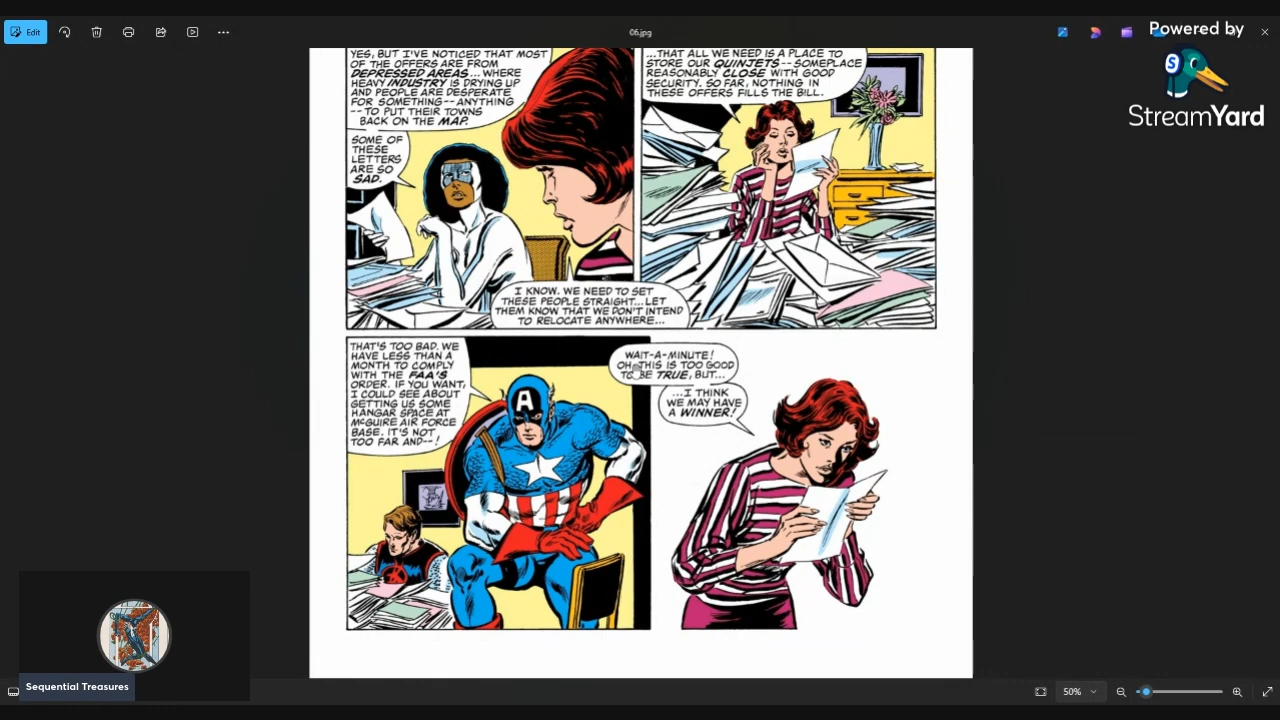 Edit
06.jpg
Powered by
StreamYard
YES, BUT I'VE NOTICED THAT MOST
OF THE OFFERS ARE FROM
DEPRESSED AREAS...WHERE
HEAVY INDUSTRY IS DRYING UP
AND PEOPLE ARE DESPERATE
FOR SOMETHING--ANYTHING
--TO PUT THEIR TOWNS
BACK ON THE MAP.
SOME OF
THESE
LETTERS
ARE SO
SAD.
I KNOW. WE NEED TO SET
THESE PEOPLE STRAIGHT...LET
THEM KNOW THAT WE DON'T INTEND
TO RELOCATE ANYWHERE...
...THAT ALL WE NEED IS A PLACE TO
STORE OUR QUINJETS--SOMEPLACE
REASONABLY CLOSE WITH GOOD
SECURITY. SO FAR, NOTHING IN
THESE OFFERS FILLS THE BILL.
THAT'S TOO BAD. WE
HAVE LESS THAN A
MONTH TO COMPLY
WITH THE FAA'S
ORDER. IF YOU WANT,
I COULD SEE ABOUT
GETTING US SOME
HANGAR SPACE AT
McGUIRE AIR FORCE
BASE. IT'S NOT
TOO FAR AND--!
A
WAIT-A-MINUTE!
OH, THIS IS TOO GOOD
TO BE TRUE, BUT...
...I THINK
WE MAY HAVE
A WINNER!
Sequential Treasures
50%